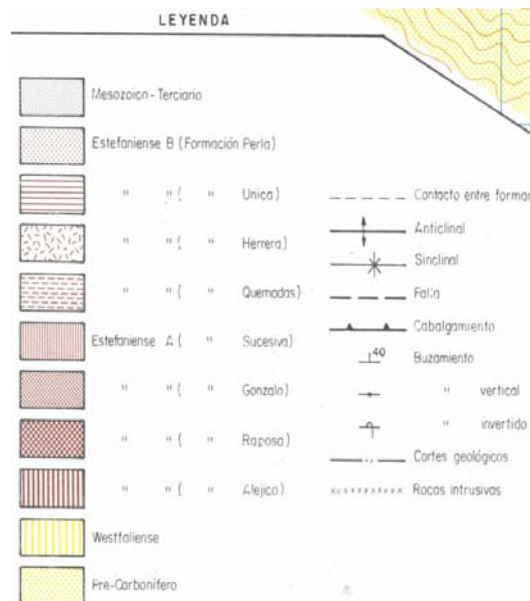 LEYENDA
Mesozoico-Terciario
Estefaniense B (Formación Perla)
" " ( " Unica)
" " ( " Herrera)
" " ( " Quemadas)
Estefaniense A ( " Sucesiva)
" " ( " Gonzalo)
" " ( " Raposa)
" " ( " Alejico)
Westfaliense
Pre-Carbonífero
Contacto entre formac
Anticlinal
Sinclinal
Falla
Cabalgamiento
40 Buzamiento
" vertical
" invertido
Cortes geológicos
Rocas intrusivas